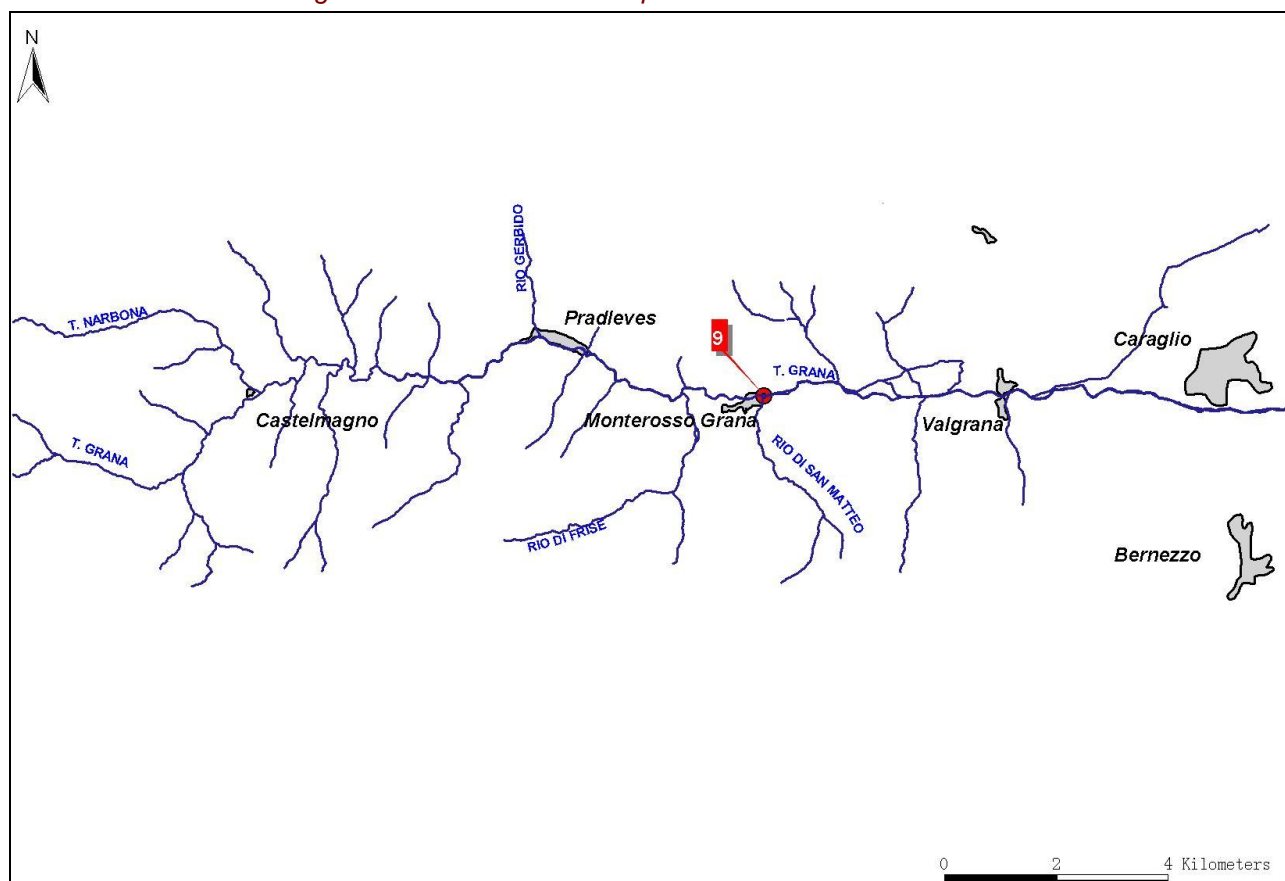 N
RIO GERBIDO
T. NARBONA
Pradleves
9
Caraglio
T. GRANA
Castelmagno
Monterosso Grana
Valgrana
T. GRANA
RIO DI SAN MATTEO
RIO DI FRISE
Bernezzo
0 2 4 Kilometers